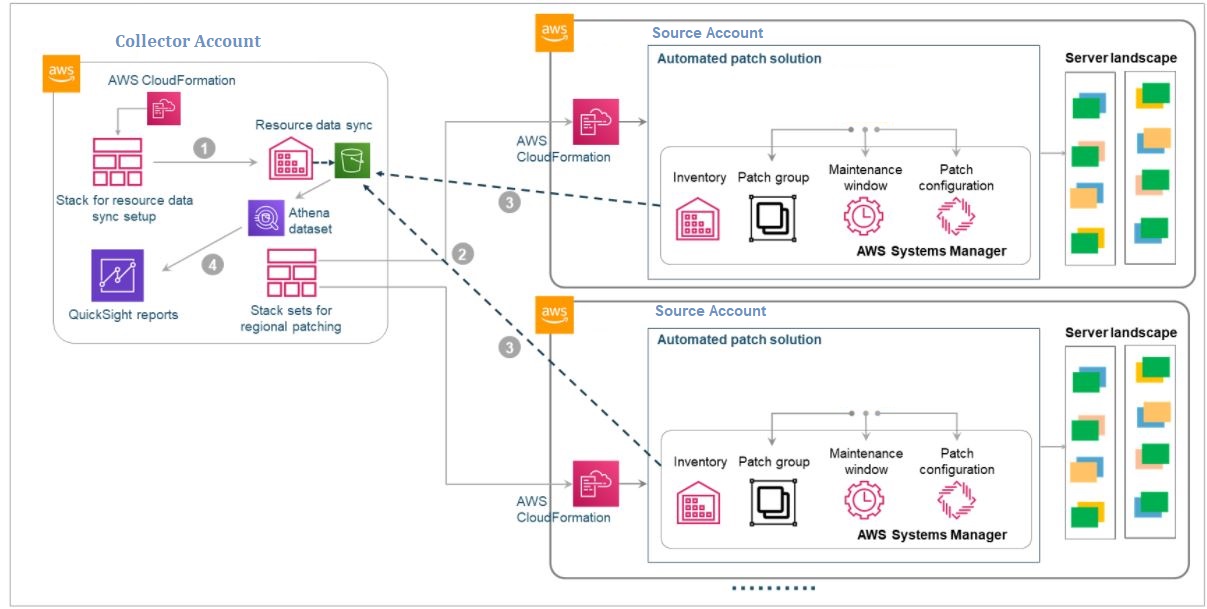 Collector Account
aws
AWS CloudFormation
Resource data sync
1
Stack for resource data
sync setup
Athena
dataset
4
QuickSight reports
Stack sets for
regional patching
2
3
3
aws
Source Account
Automated patch solution
Server landscape
AWS
CloudFormation
Inventory
Patch group
Maintenance
window
Patch
configuration
AWS Systems Manager
aws
Source Account
Automated patch solution
Server landscape
AWS
CloudFormation
Inventory
Patch group
Maintenance
window
Patch
configuration
AWS Systems Manager